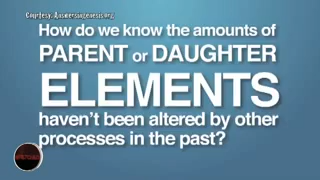 Courtesy, Answersingenesis.org
How do we know the amounts of
PARENT or DAUGHTER
ELEMENTS
haven't been altered by other
processes in the past?